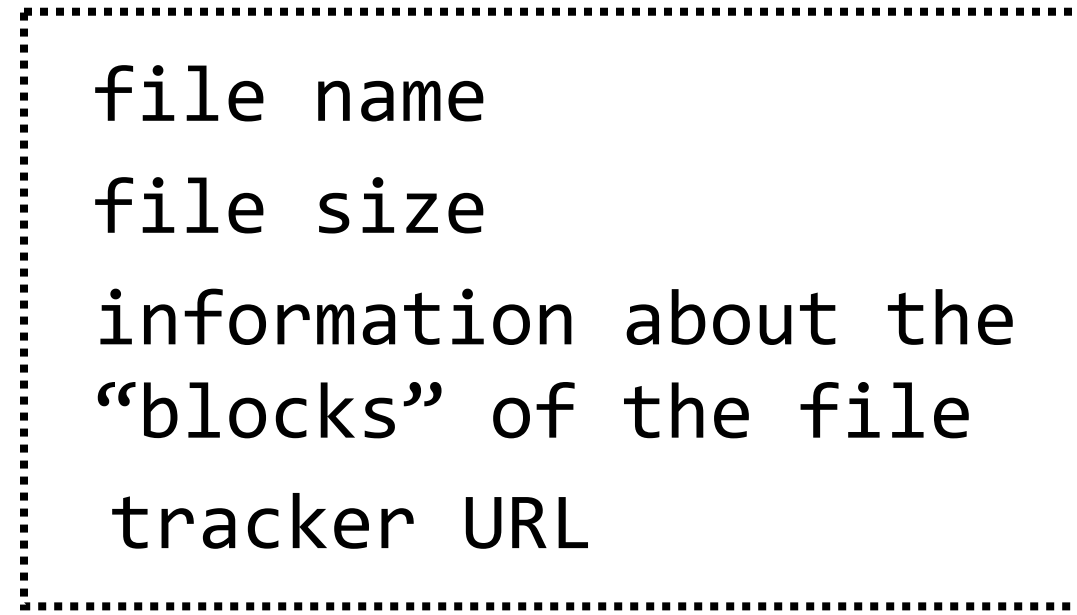 file name
file size
information about the
“blocks” of the file
tracker URL